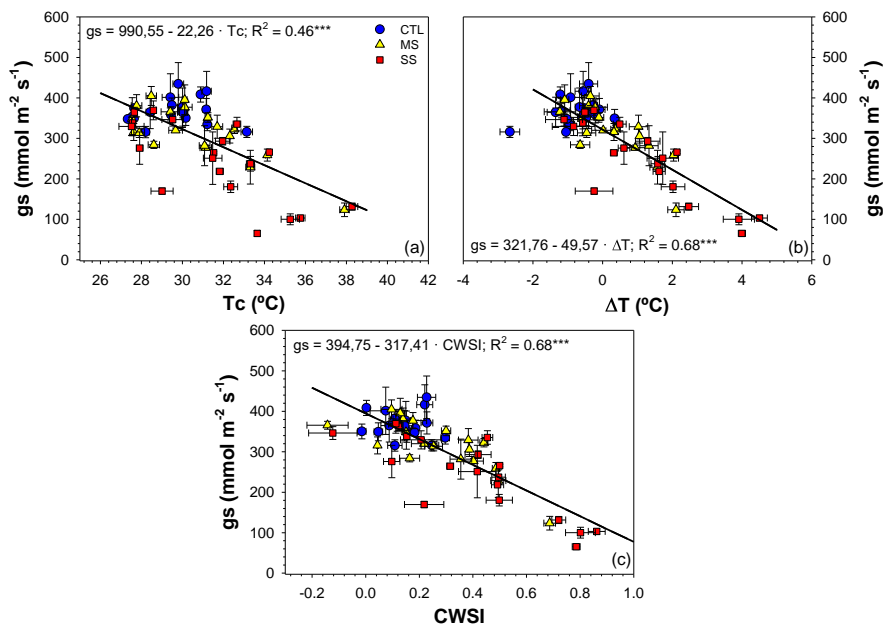 gs = 990,55 - 22,26 · Tc; R² = 0.46***
CTL
MS
SS
600
500
400
300
200
100
0
gs (mmol m⁻² s⁻¹)
(a)
26 28 30 32 34 36 38 40 42
Tc (ºC)
gs = 321,76 - 49,57 · ΔT; R² = 0.68***
(b)
-4 -2 0 2 4 6
ΔT (ºC)
600
500
400
300
200
100
0
gs (mmol m⁻² s⁻¹)
gs = 394,75 - 317,41 · CWSI; R² = 0.68***
600
500
400
300
200
100
0
gs (mmol m⁻² s⁻¹)
(c)
-0.2 0.0 0.2 0.4 0.6 0.8 1.0
CWSI